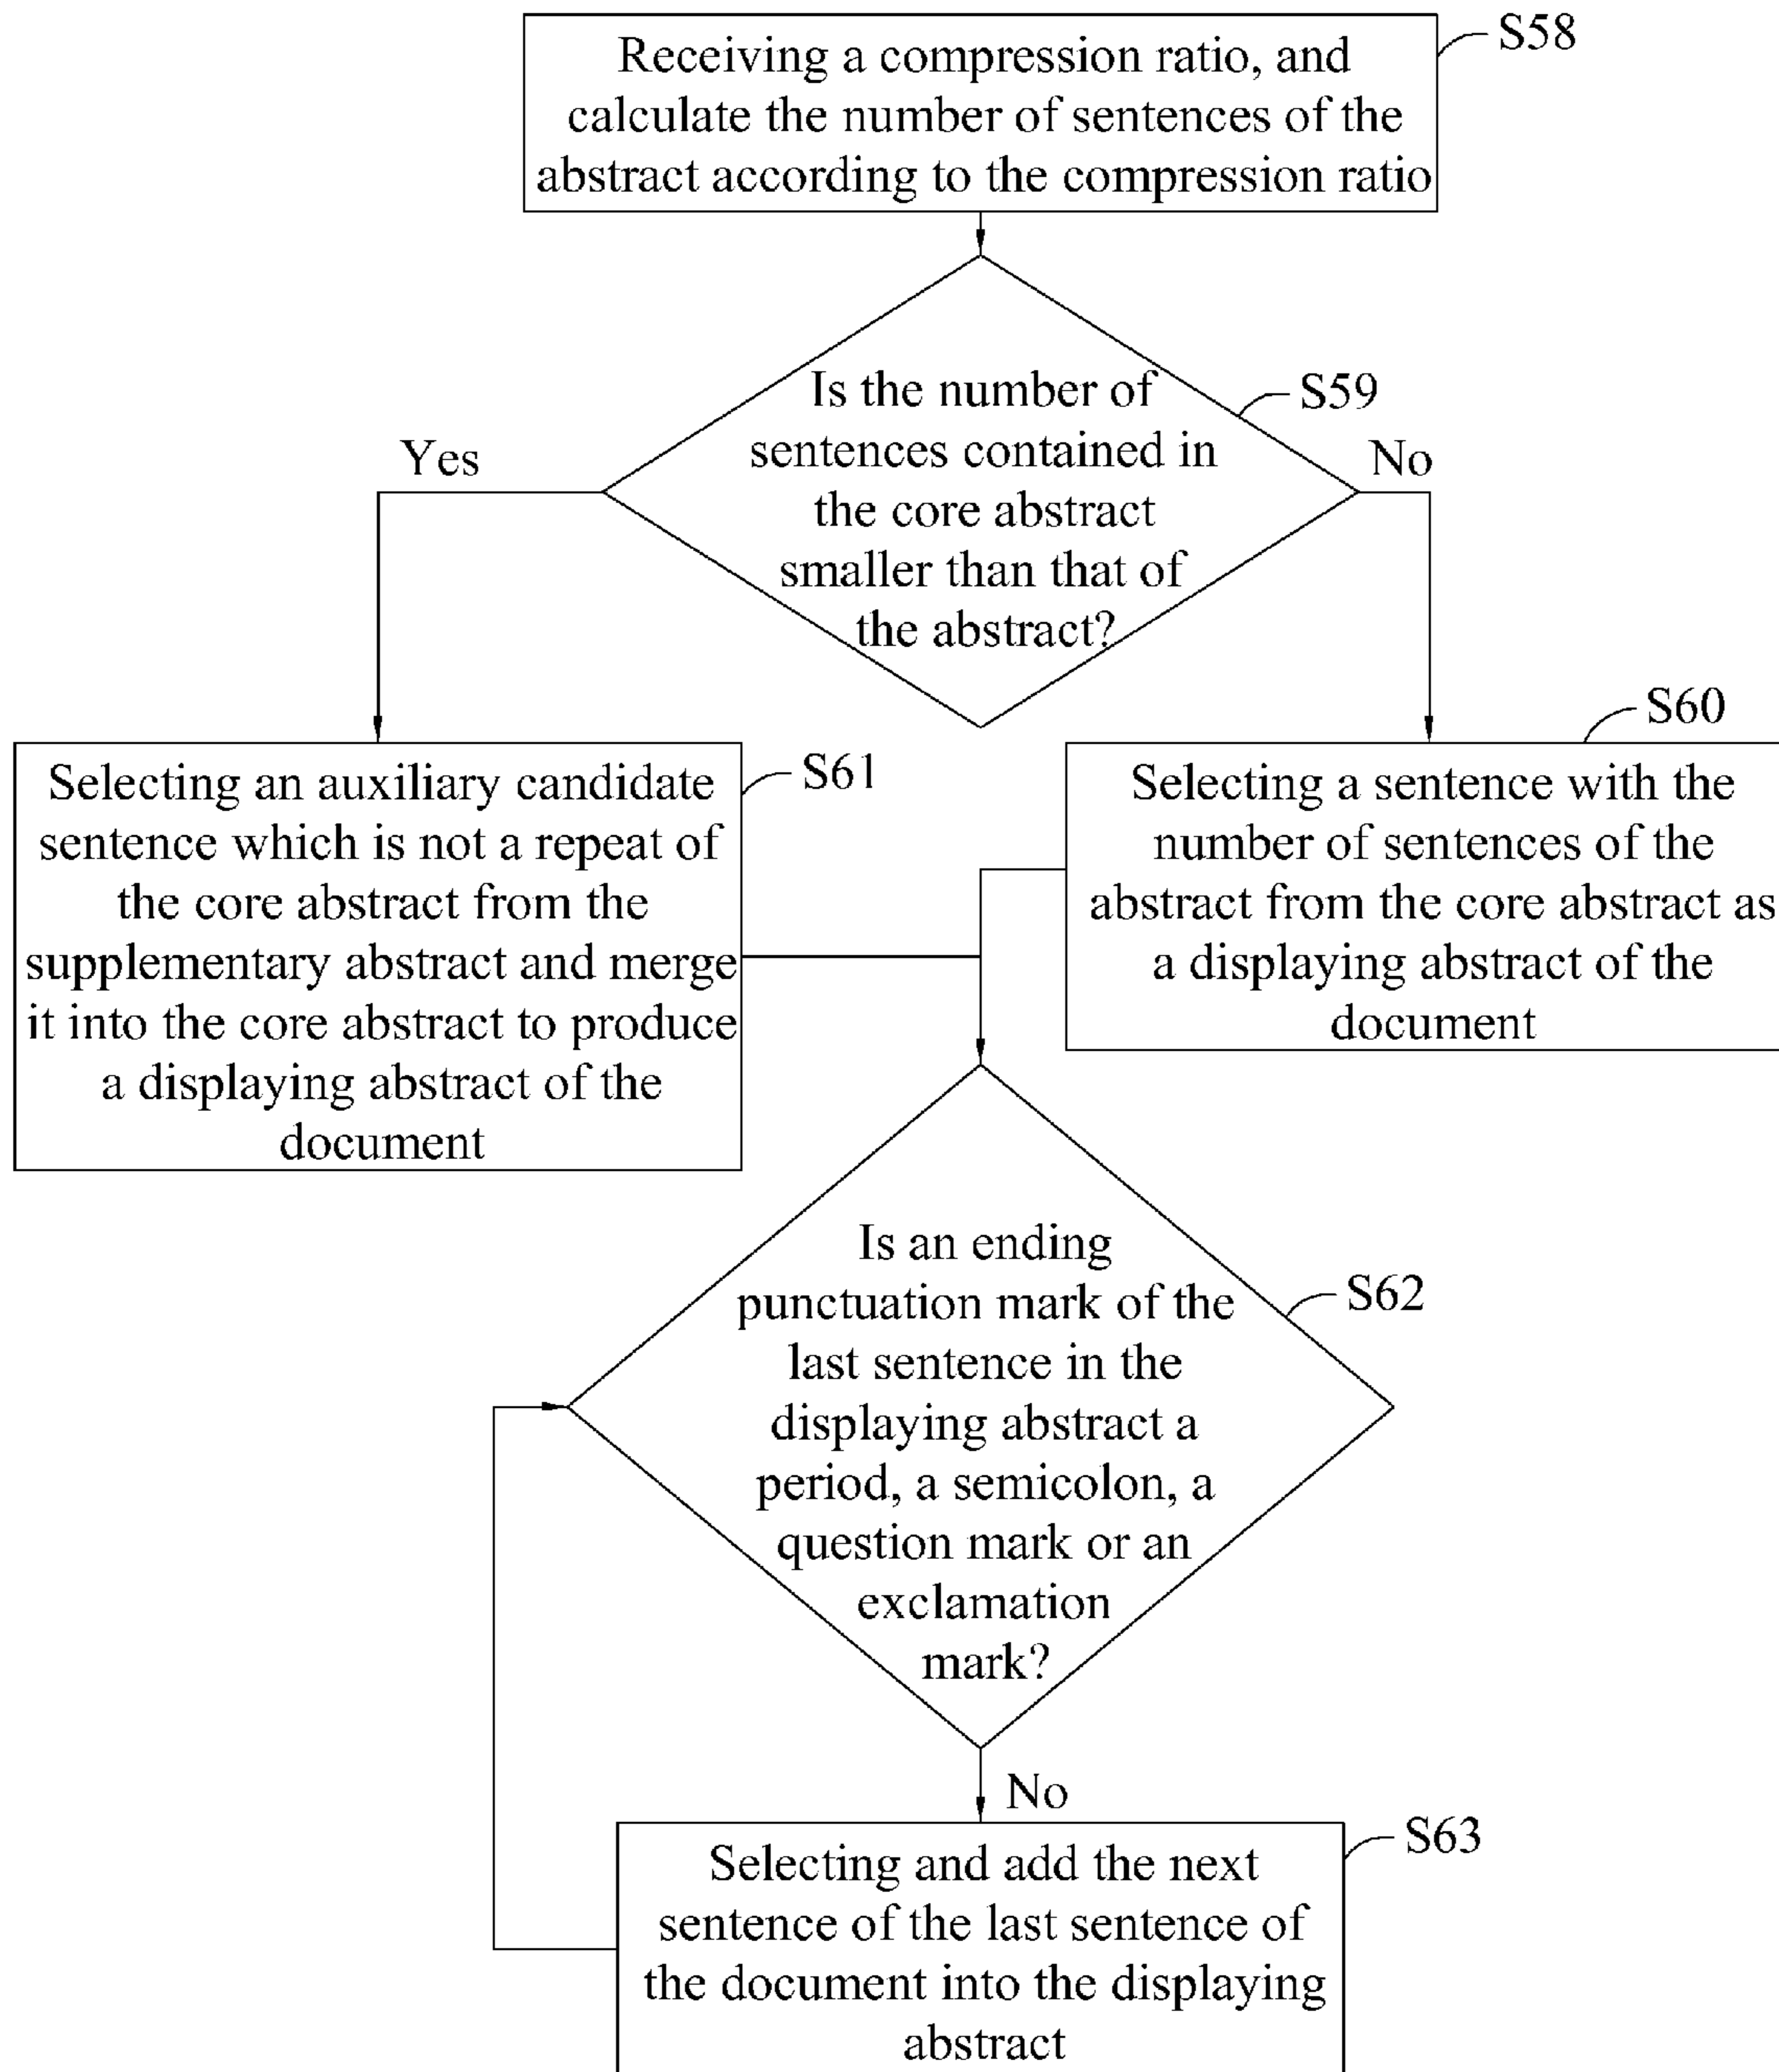 Receiving a compression ratio, and
calculate the number of sentences of the
abstract according to the compression ratio
S58
Is the number of
sentences contained in
the core abstract
smaller than that of
the abstract?
S59
Yes
No
Selecting an auxiliary candidate
sentence which is not a repeat of
the core abstract from the
supplementary abstract and merge
it into the core abstract to produce
a displaying abstract of the
document
S61
S60
Selecting a sentence with the
number of sentences of the
abstract from the core abstract as
a displaying abstract of the
document
Is an ending
punctuation mark of the
last sentence in the
displaying abstract a
period, a semicolon, a
question mark or an
exclamation
mark?
S62
No
Selecting and add the next
sentence of the last sentence of
the document into the displaying
abstract
S63